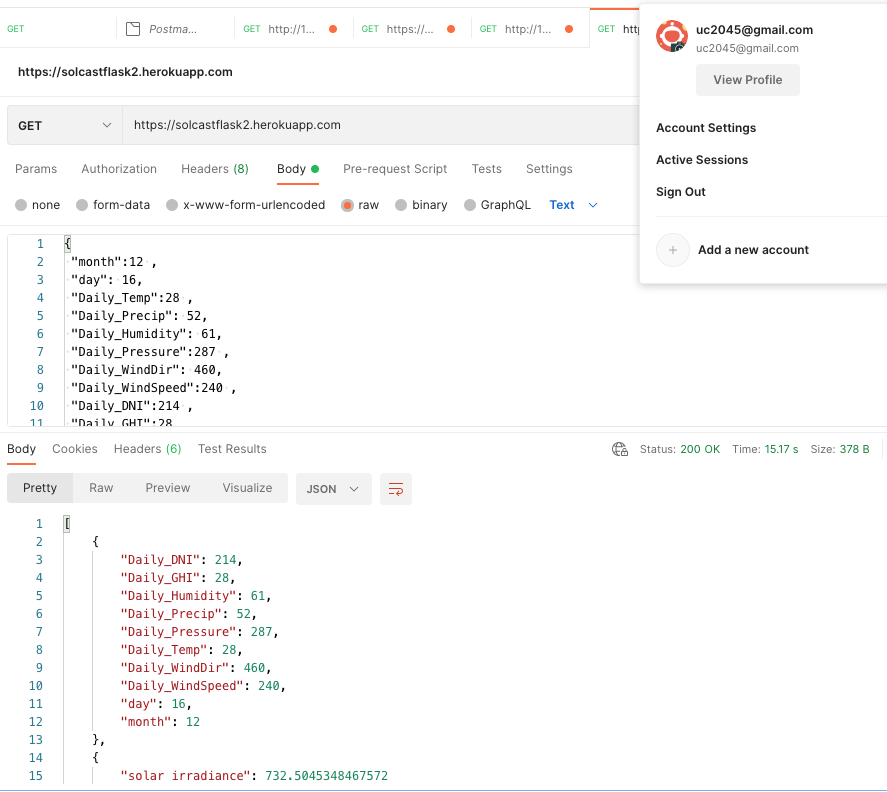 GET
Postma...
GET http://1...
GET https://...
GET http://1...
GET htt
uc2045@gmail.com
uc2045@gmail.com
View Profile
Account Settings
Active Sessions
Sign Out
+ Add a new account
https://solcastflask2.herokuapp.com
GET https://solcastflask2.herokuapp.com
Params Authorization Headers (8) Body Pre-request Script Tests Settings
none form-data x-www-form-urlencoded raw binary GraphQL Text
1 {
2 "month":12 ,
3 "day": 16,
4 "Daily_Temp":28 ,
5 "Daily_Precip": 52,
6 "Daily_Humidity": 61,
7 "Daily_Pressure":287 ,
8 "Daily_WindDir": 460,
9 "Daily_WindSpeed":240 ,
10 "Daily_DNI":214 ,
11 "Daily_GHI":28
Body Cookies Headers (6) Test Results Status: 200 OK Time: 15.17 s Size: 378 B
Pretty Raw Preview Visualize JSON
1 [
2 {
3 "Daily_DNI": 214,
4 "Daily_GHI": 28,
5 "Daily_Humidity": 61,
6 "Daily_Precip": 52,
7 "Daily_Pressure": 287,
8 "Daily_Temp": 28,
9 "Daily_WindDir": 460,
10 "Daily_WindSpeed": 240,
11 "day": 16,
12 "month": 12
13 },
14 {
15 "solar irradiance": 732.5045348467572